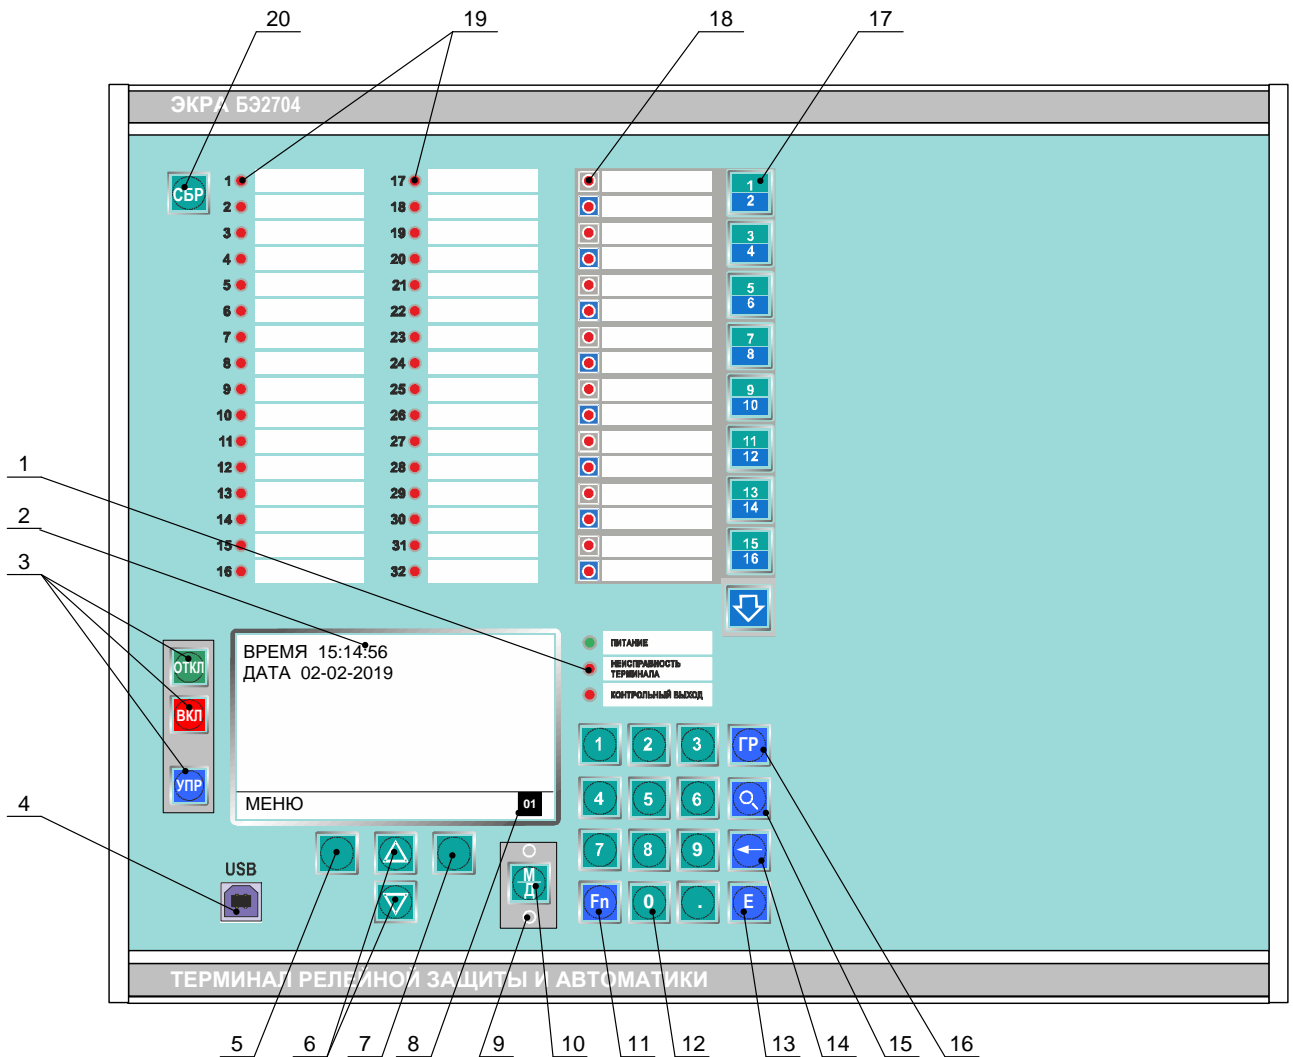 20 19 18 17
ЭКРА БЭ2704
СБР
1 17
2 18
3 19
4 20
5 21
6 22
7 23
8 24
9 25
10 26
11 27
12 28
13 29
14 30
15 31
16 32
1
2
3
4
5
6
7
8
9
10
11
12
13
14
15
16
1
2
3
4
ОТКЛ
ВКЛ
УПР
ВРЕМЯ 15:14:56
ДАТА 02-02-2019
МЕНЮ 01
ПИТАНИЕ
НЕИСПРАВНОСТЬ
ТЕРМИНАЛА
КОНТРОЛЬНЫЙ ВЫХОД
1 2 3 ГР
4 5 6
7 8 9
Fn 0 . E
USB
М
Д
ТЕРМИНАЛ РЕЛЕЙНОЙ ЗАЩИТЫ И АВТОМАТИКИ
5 6 7 8 9 10 11 12 13 14 15 16